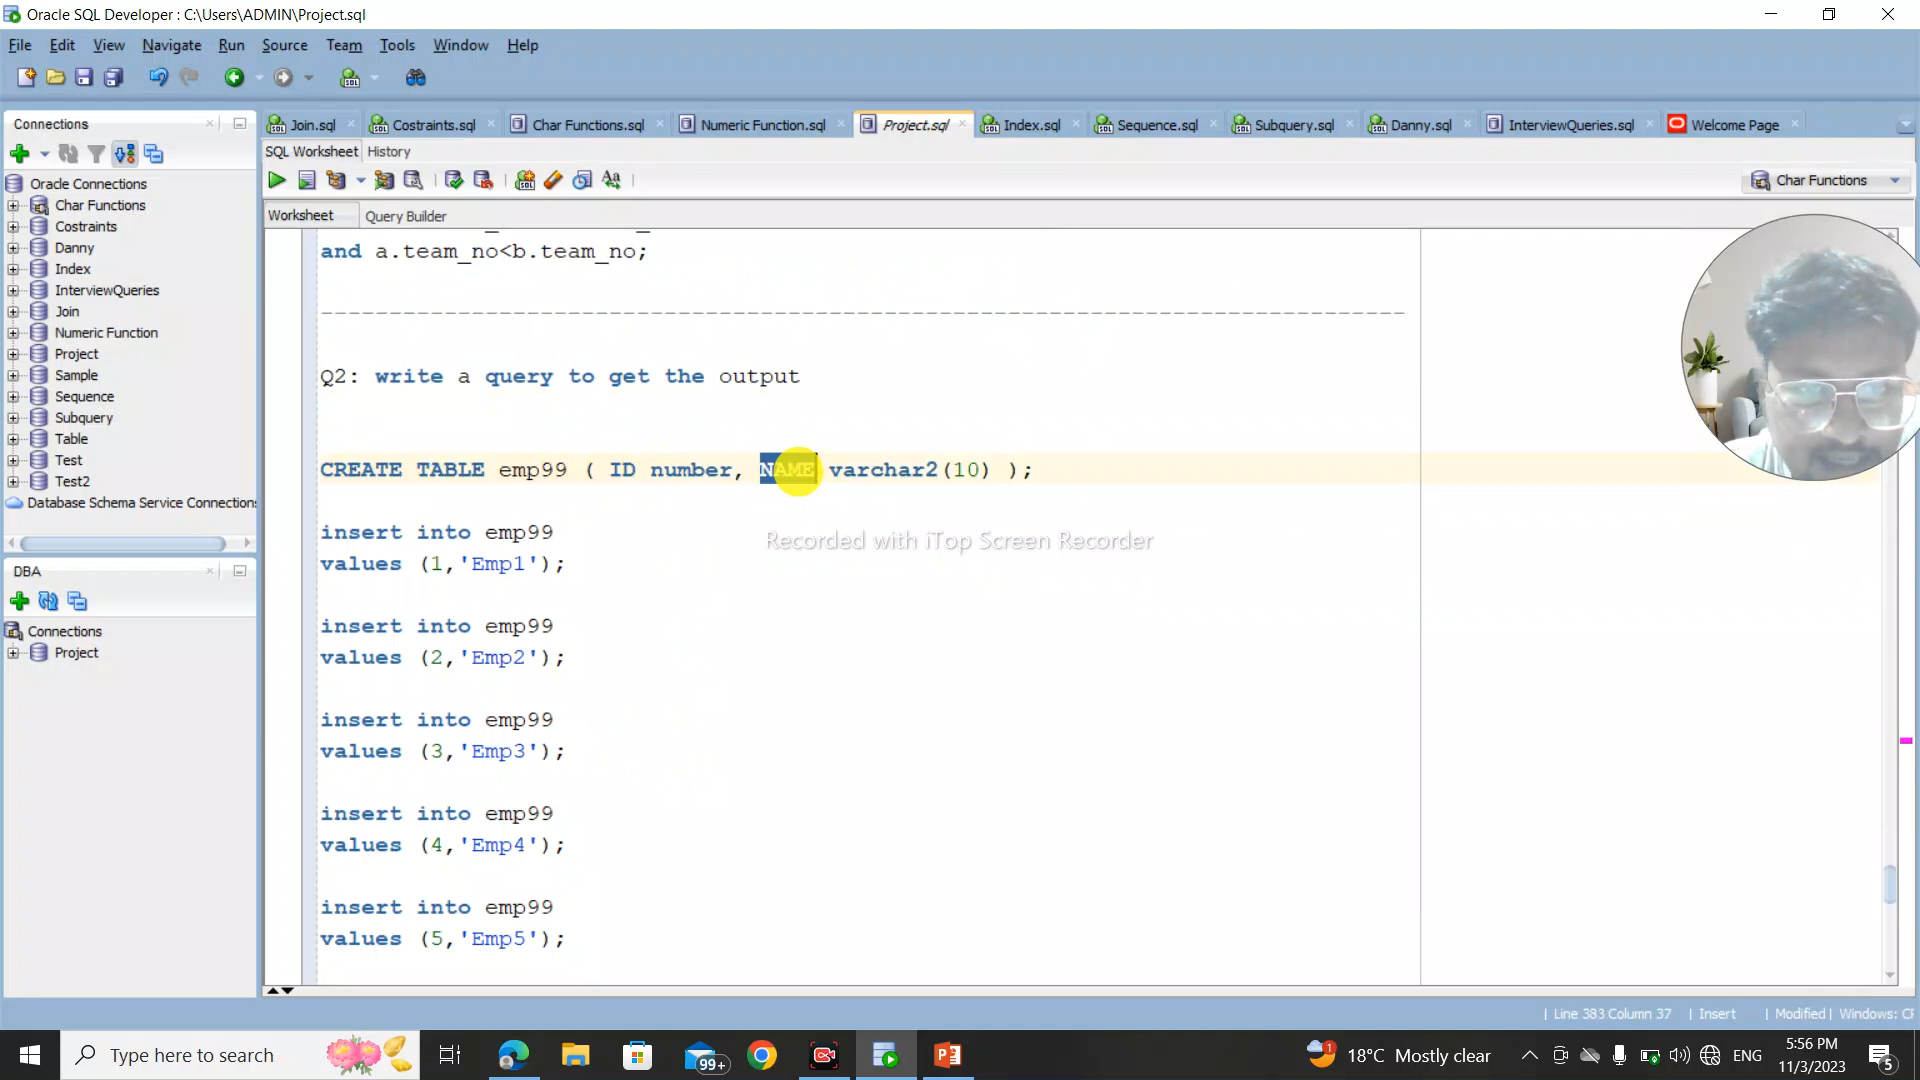 Oracle SQL Developer : C:\Users\ADMIN\Project.sql
File Edit View Navigate Run Source Team Tools Window Help
Connections
Oracle Connections
Char Functions
Costraints
Danny
Index
InterviewQueries
Join
Numeric Function
Project
Sample
Sequence
Subquery
Table
Test
Test2
Database Schema Service Connection
DBA
Connections
Project
Join.sql Costraints.sql Char Functions.sql Numeric Function.sql Project.sql Index.sql Sequence.sql Subquery.sql Danny.sql InterviewQueries.sql Welcome Page
SQL Worksheet History
Char Functions
Worksheet Query Builder
and a.team_no<b.team_no;
Q2: write a query to get the output
CREATE TABLE emp99 ( ID number, NAME varchar2(10) );
insert into emp99
values (1,'Emp1');
insert into emp99
values (2,'Emp2');
insert into emp99
values (3,'Emp3');
insert into emp99
values (4,'Emp4');
insert into emp99
values (5,'Emp5');
Recorded with iTop Screen Recorder
| Line 383 Column 37 | Insert | Modified | Windows:
Type here to search
99+
18°C Mostly clear
ENG
5:56 PM
11/3/2023
5